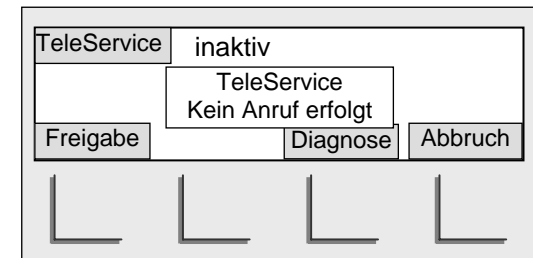 TeleService inaktiv
TeleService
Kein Anruf erfolgt
Freigabe Diagnose Abbruch